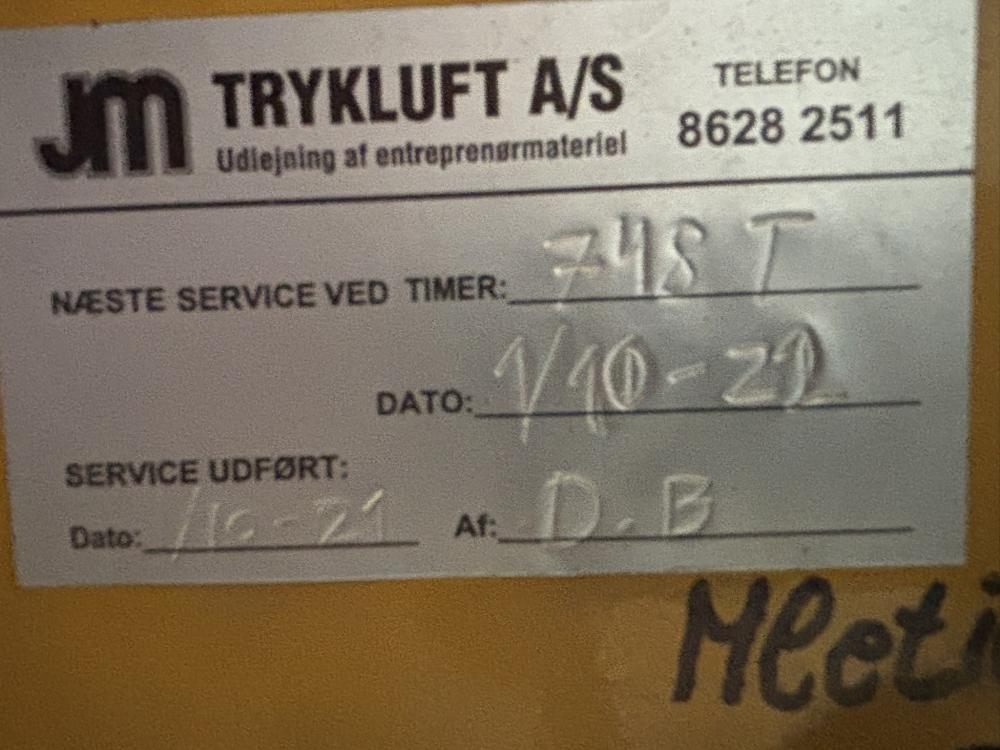 JM TRYKLUFT A/S
Udlejning af entreprenørmateriel
TELEFON
8628 2511
NÆSTE SERVICE VED TIMER: 748 T
DATO: 1/10-22
SERVICE UDFØRT:
Dato: /10-21 Af: D.B